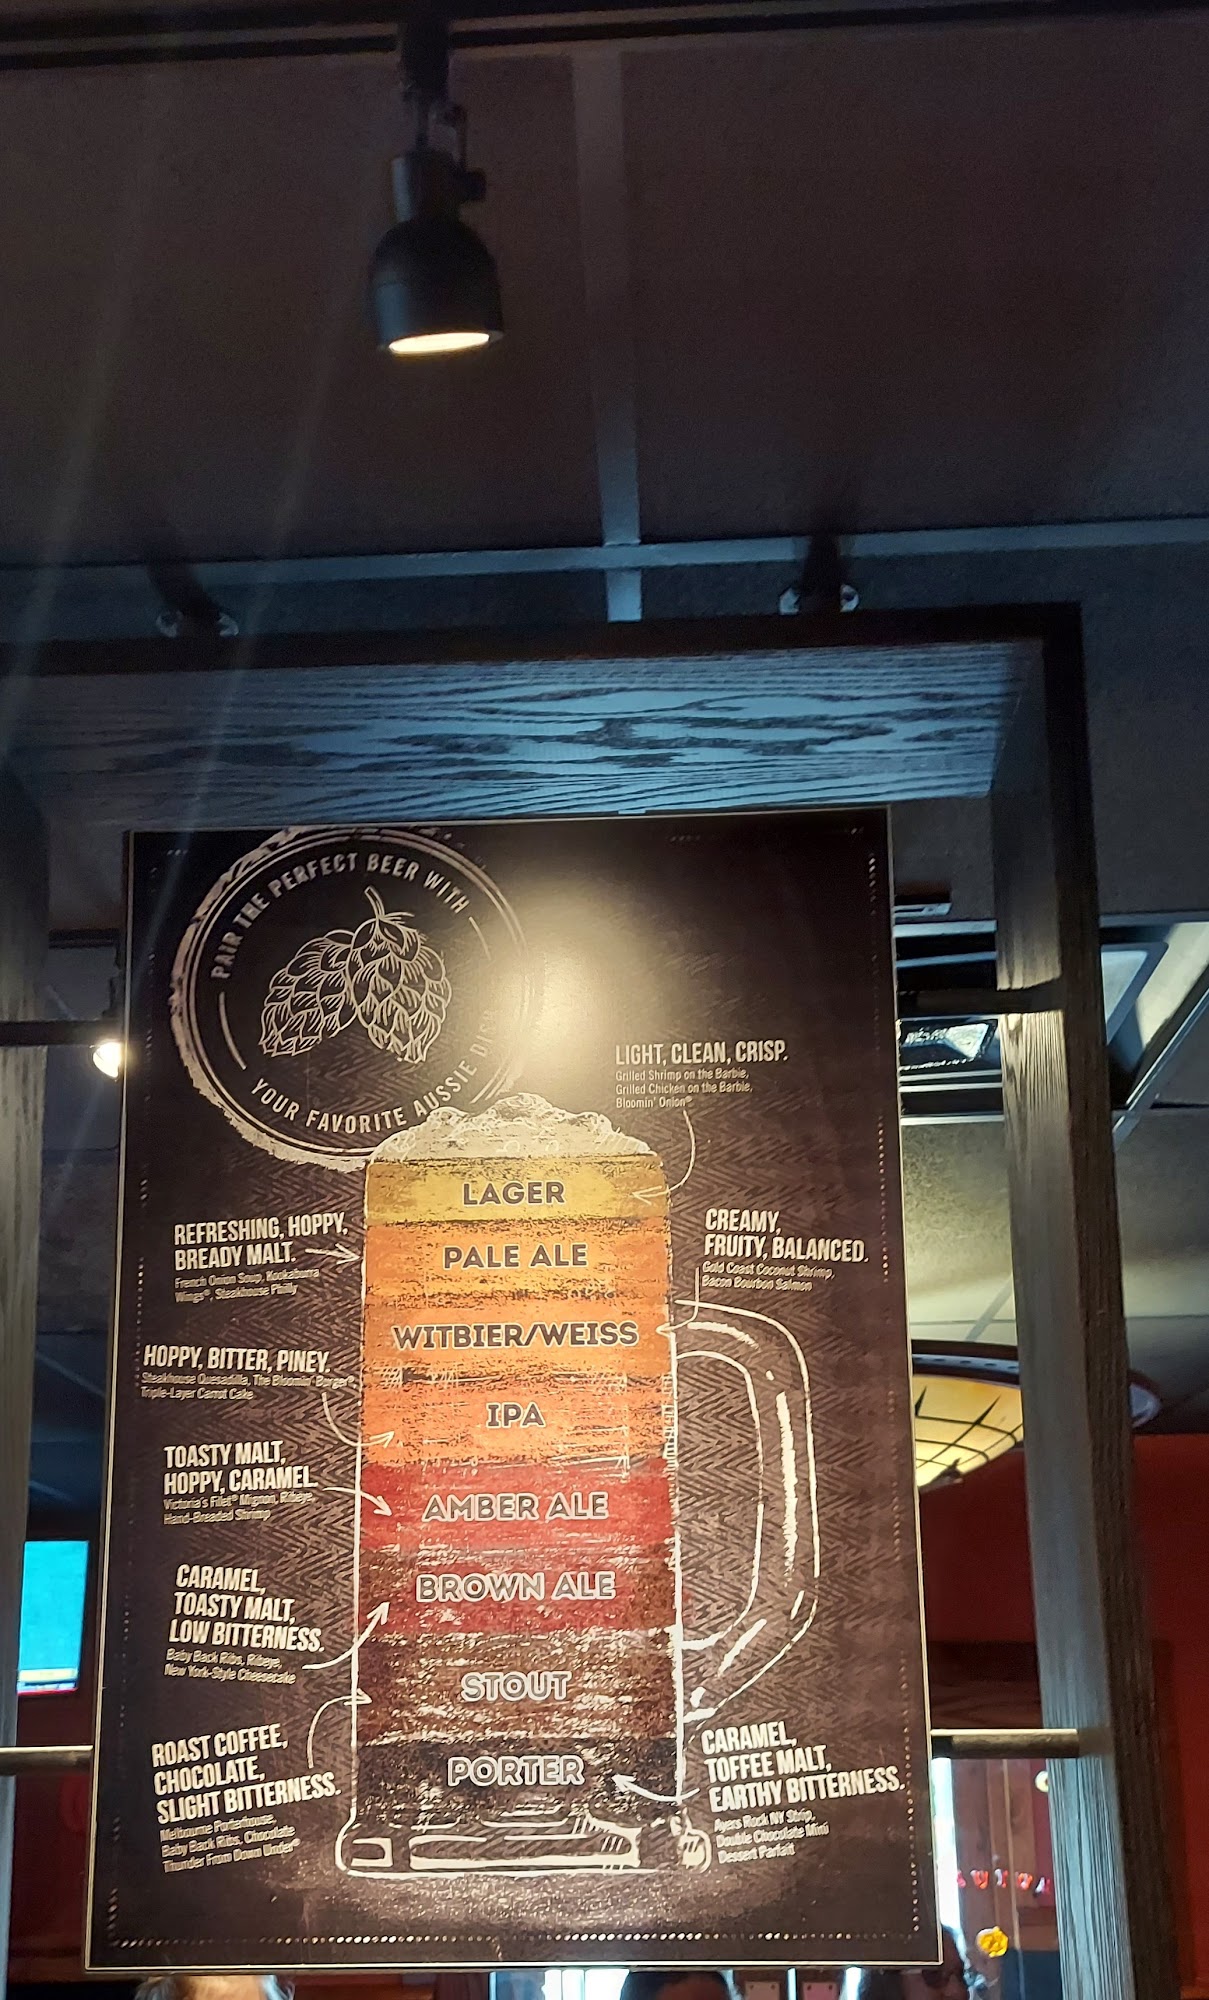 PAIR THE PERFECT BEER WITH
YOUR FAVORITE AUSSIE
LIGHT, CLEAN, CRISP.
Grilled Shrimp on the Barbie,
Grilled Chicken on the Barbie,
Bloomin' Onion®
LAGER
REFRESHING, HOPPY,
BREADY MALT.
French Onion Soup, Kookaburra
Wings®, Steakhouse Philly
PALE ALE
CREAMY,
FRUITY, BALANCED.
Gold Coast Coconut Shrimp,
Bacon Bourbon Salmon
WITBIER/WEISS
HOPPY, BITTER, PINEY.
Steakhouse Quesadilla, The Bloomin' Burger®,
Triple-Layer Carrot Cake
IPA
TOASTY MALT,
HOPPY, CARAMEL.
Victoria's Filet® Mignon, Ribeye,
Hand-Breaded Shrimp
AMBER ALE
CARAMEL,
TOASTY MALT,
LOW BITTERNESS.
Baby Back Ribs, Ribeye,
New York-Style Cheesecake
BROWN ALE
STOUT
ROAST COFFEE,
CHOCOLATE,
SLIGHT BITTERNESS.
Melbourne Porterhouse,
Baby Back Ribs, Chocolate
Thunder From Down Under®
PORTER
CARAMEL,
TOFFEE MALT,
EARTHY BITTERNESS.
Ayers Rock NY Strip,
Double Chocolate Mini
Dessert Parfait